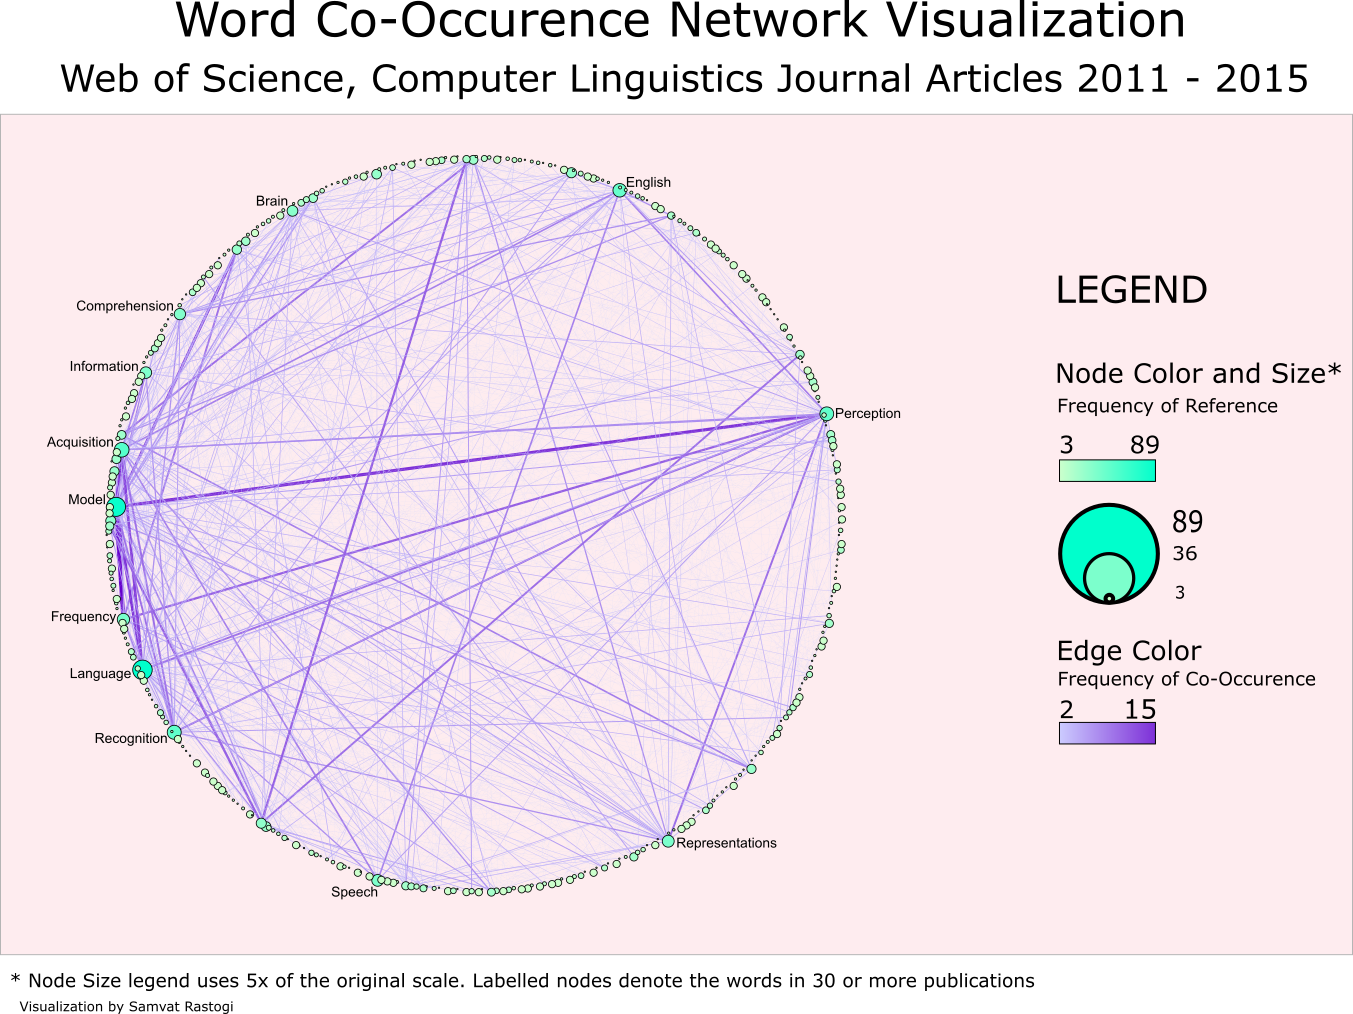 Word Co-Occurence Network Visualization
Web of Science, Computer Linguistics Journal Articles 2011 - 2015
English
Brain
Comprehension
Information
Perception
Acquisition
Model
Frequency
Language
Recognition
Representations
Speech
LEGEND
Node Color and Size*
Frequency of Reference
3 89
89
36
3
Edge Color
Frequency of Co-Occurence
2 15
* Node Size legend uses 5x of the original scale. Labelled nodes denote the words in 30 or more publications
Visualization by Samvat Rastogi